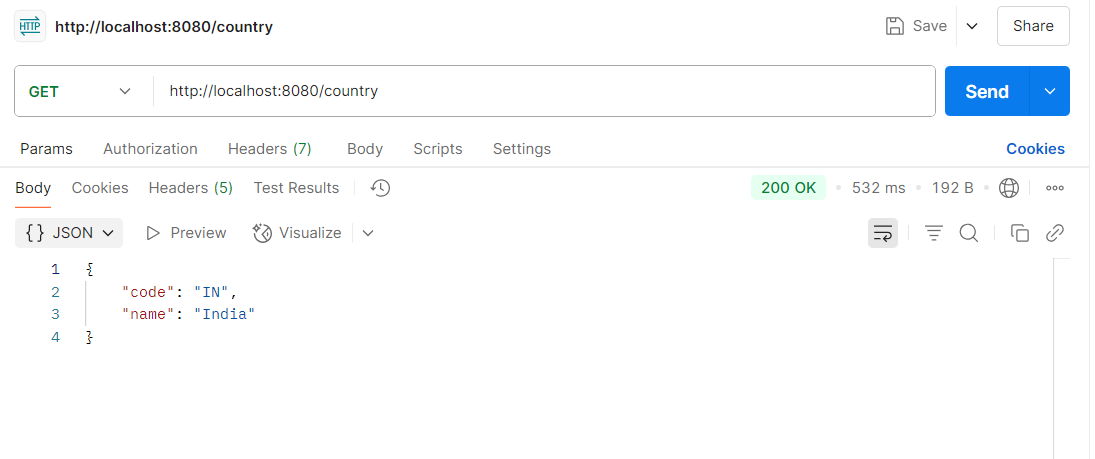 HTTP http://localhost:8080/country Save Share
GET http://localhost:8080/country Send
Params Authorization Headers (7) Body Scripts Settings Cookies
Body Cookies Headers (5) Test Results 200 OK 532 ms 192 B
{} JSON Preview Visualize
1 {
2 "code": "IN",
3 "name": "India"
4 }